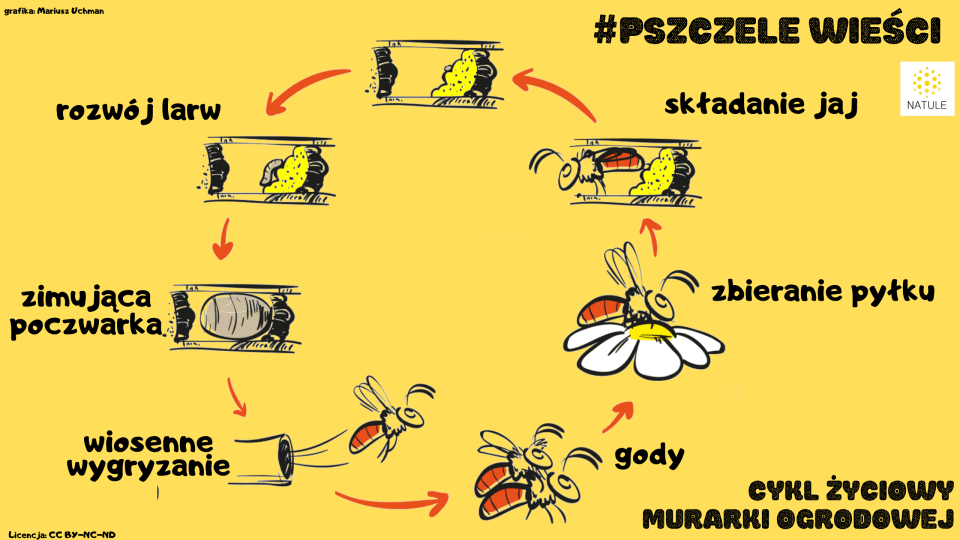 grafika: Mariusz Uchman
#PSZCZELE WIEŚCI
NATULE
rozwój larw
składanie jaj
zimująca
poczwarka
zbieranie pyłku
wiosenne
wygryzanie
gody
CYKL ŻYCIOWY
MURARKI OGRODOWEJ
Licencja: CC BY-NC-ND